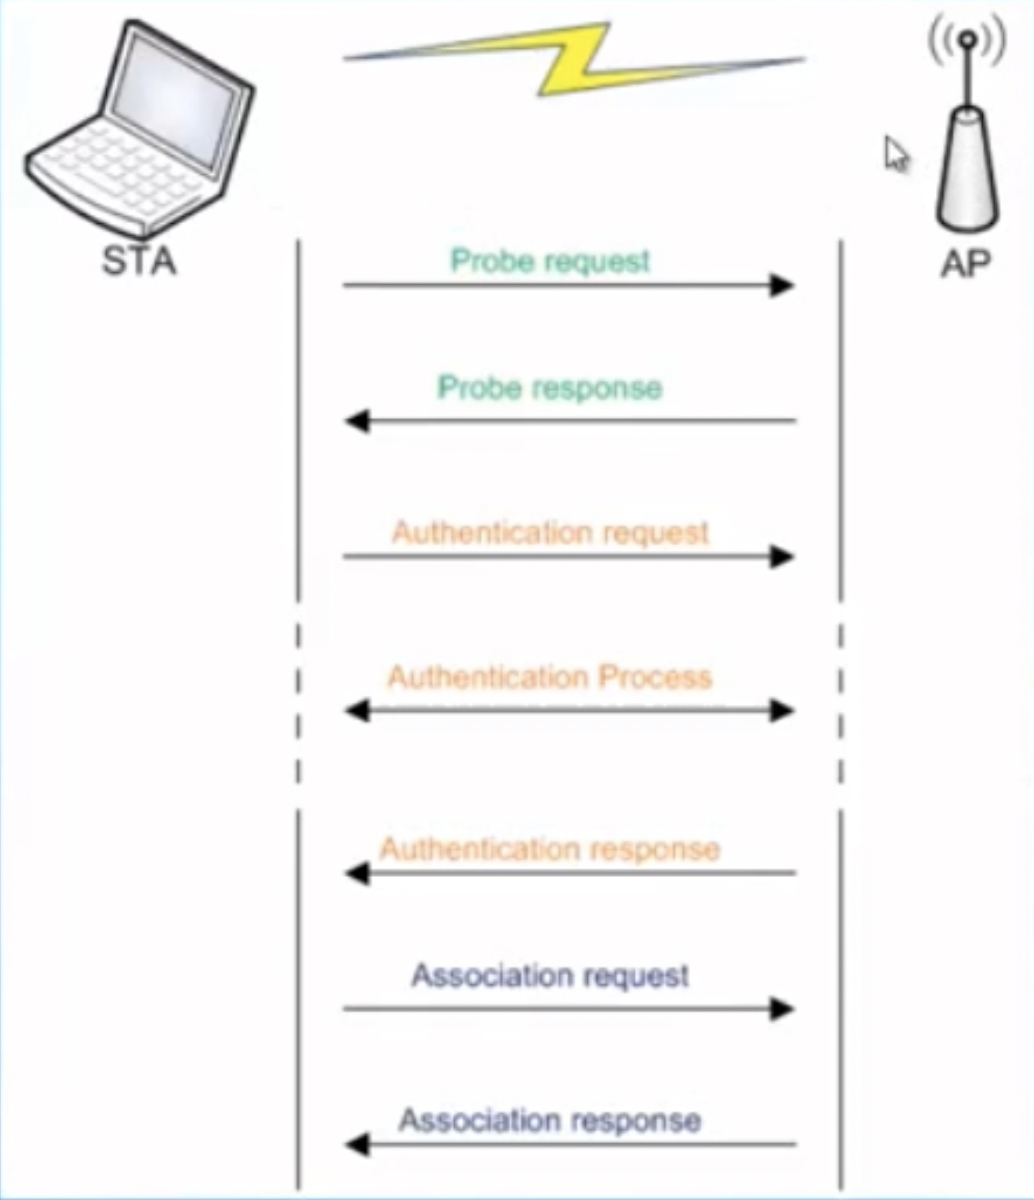 STA
AP
Probe request
Probe response
Authentication request
Authentication Process
Authentication response
Association request
Association response